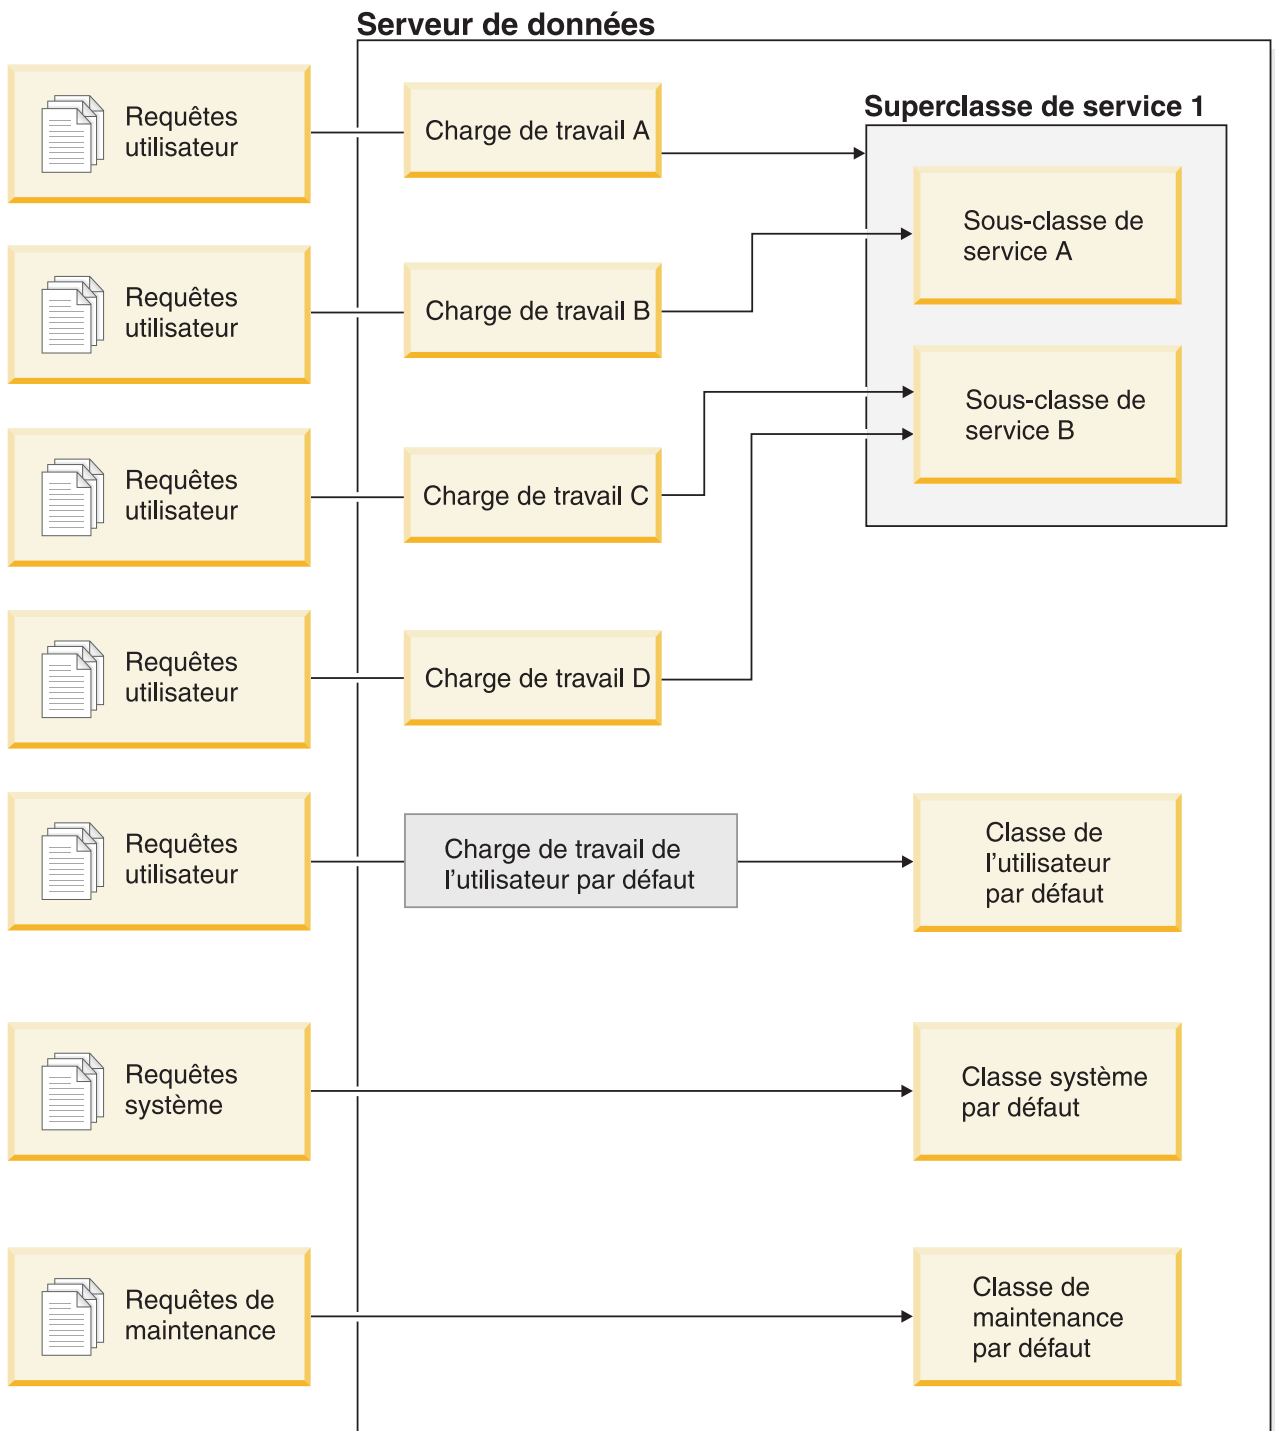 Serveur de données
Requêtes
utilisateur
Charge de travail A
Superclasse de service 1
Sous-classe de
service A
Requêtes
utilisateur
Charge de travail B
Sous-classe de
service B
Requêtes
utilisateur
Charge de travail C
Requêtes
utilisateur
Charge de travail D
Requêtes
utilisateur
Charge de travail de
l'utilisateur par défaut
Classe de
l'utilisateur
par défaut
Requêtes
système
Classe système
par défaut
Requêtes de
maintenance
Classe de
maintenance
par défaut